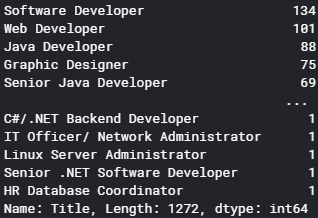 Software Developer 134
Web Developer 101
Java Developer 88
Graphic Designer 75
Senior Java Developer 69
...
C#/.NET Backend Developer 1
IT Officer/ Network Administrator 1
Linux Server Administrator 1
Senior .NET Software Developer 1
HR Database Coordinator 1
Name: Title, Length: 1272, dtype: int64